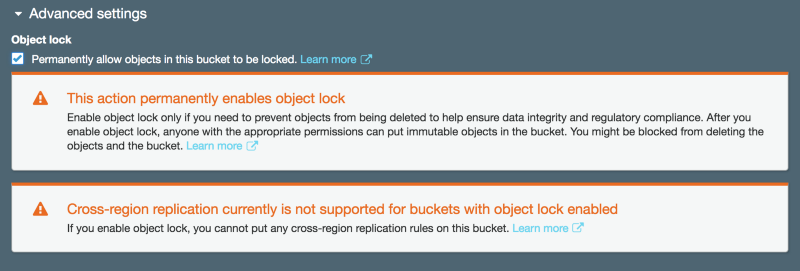 Advanced settings
Object lock
Permanently allow objects in this bucket to be locked. Learn more
This action permanently enables object lock
Enable object lock only if you need to prevent objects from being deleted to help ensure data integrity and regulatory compliance. After you
enable object lock, anyone with the appropriate permissions can put immutable objects in the bucket. You might be blocked from deleting the
objects and the bucket. Learn more
Cross-region replication currently is not supported for buckets with object lock enabled
If you enable object lock, you cannot put any cross-region replication rules on this bucket. Learn more